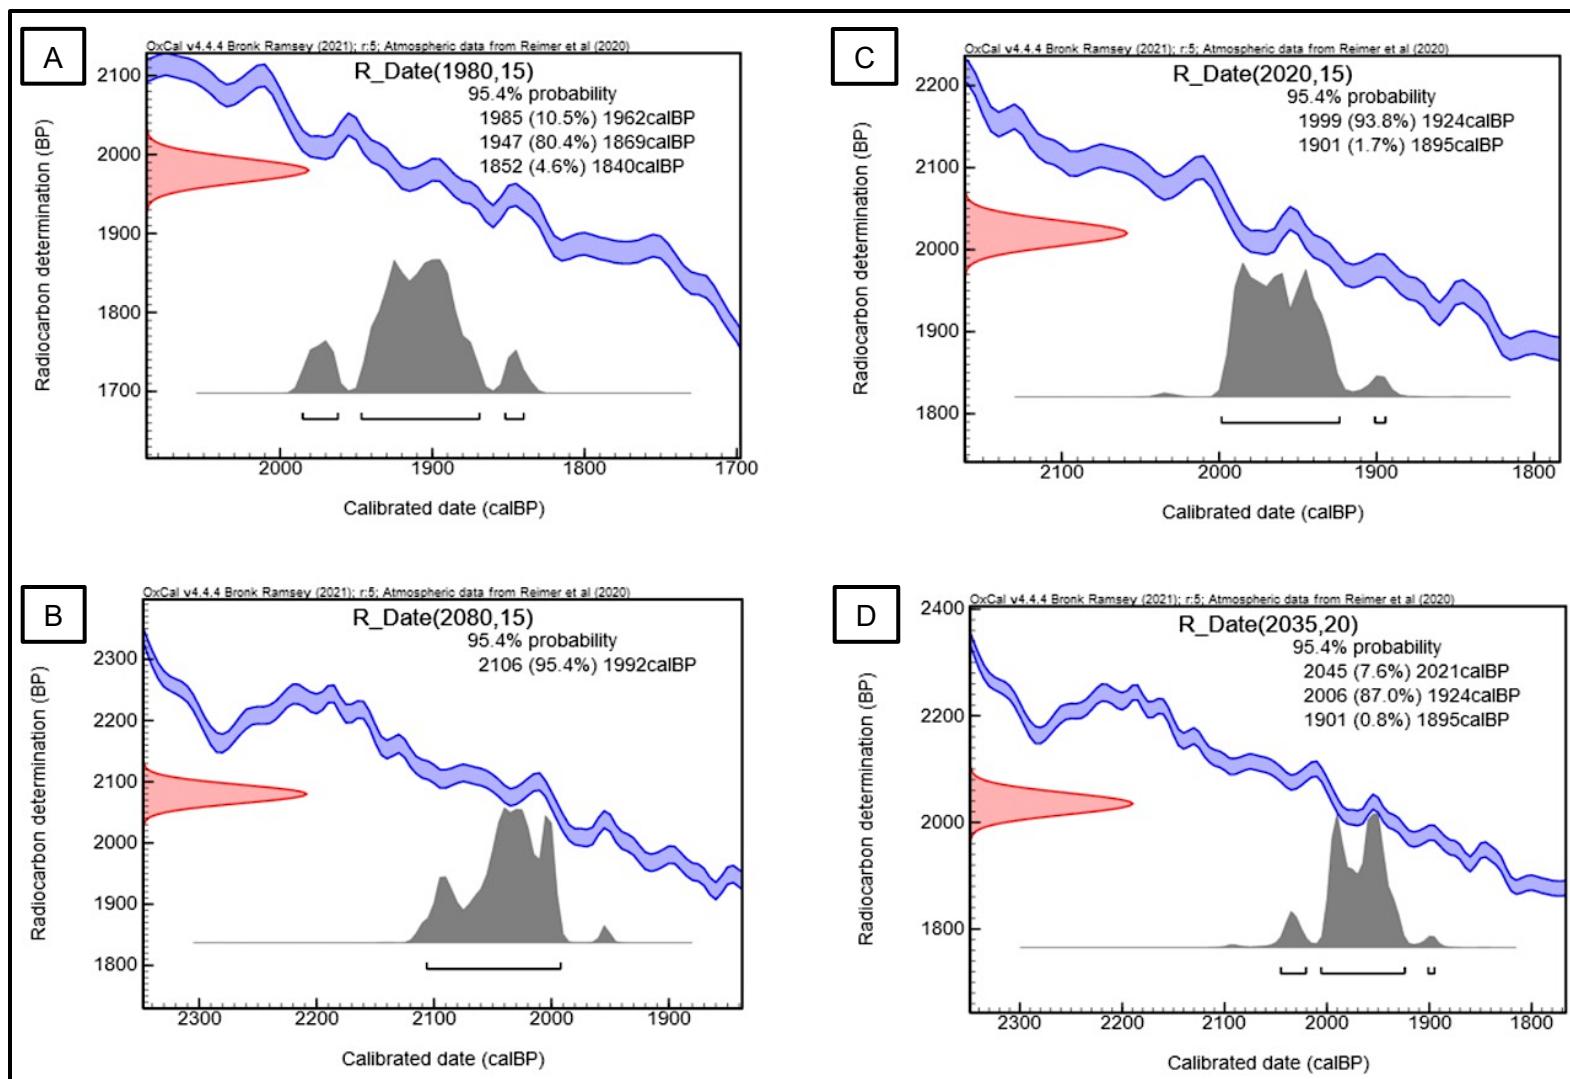 A
OxCal v4.4.4 Bronk Ramsey (2021); r:5; Atmospheric data from Reimer et al (2020)
R_Date(1980,15)
95.4% probability
1985 (10.5%) 1962calBP
1947 (80.4%) 1869calBP
1852 (4.6%) 1840calBP
Radiocarbon determination (BP)
2100
2000
1900
1800
1700
2000 1900 1800 1700
Calibrated date (calBP)
C
OxCal v4.4.4 Bronk Ramsey (2021); r:5; Atmospheric data from Reimer et al (2020)
R_Date(2020,15)
95.4% probability
1999 (93.8%) 1924calBP
1901 (1.7%) 1895calBP
Radiocarbon determination (BP)
2200
2100
2000
1900
1800
2100 2000 1900 1800
Calibrated date (calBP)
B
OxCal v4.4.4 Bronk Ramsey (2021); r:5; Atmospheric data from Reimer et al (2020)
R_Date(2080,15)
95.4% probability
2106 (95.4%) 1992calBP
Radiocarbon determination (BP)
2300
2200
2100
2000
1900
1800
2300 2200 2100 2000 1900
Calibrated date (calBP)
D
OxCal v4.4.4 Bronk Ramsey (2021); r:5; Atmospheric data from Reimer et al (2020)
R_Date(2035,20)
95.4% probability
2045 (7.6%) 2021calBP
2006 (87.0%) 1924calBP
1901 (0.8%) 1895calBP
Radiocarbon determination (BP)
2400
2200
2000
1800
2300 2200 2100 2000 1900 1800
Calibrated date (calBP)